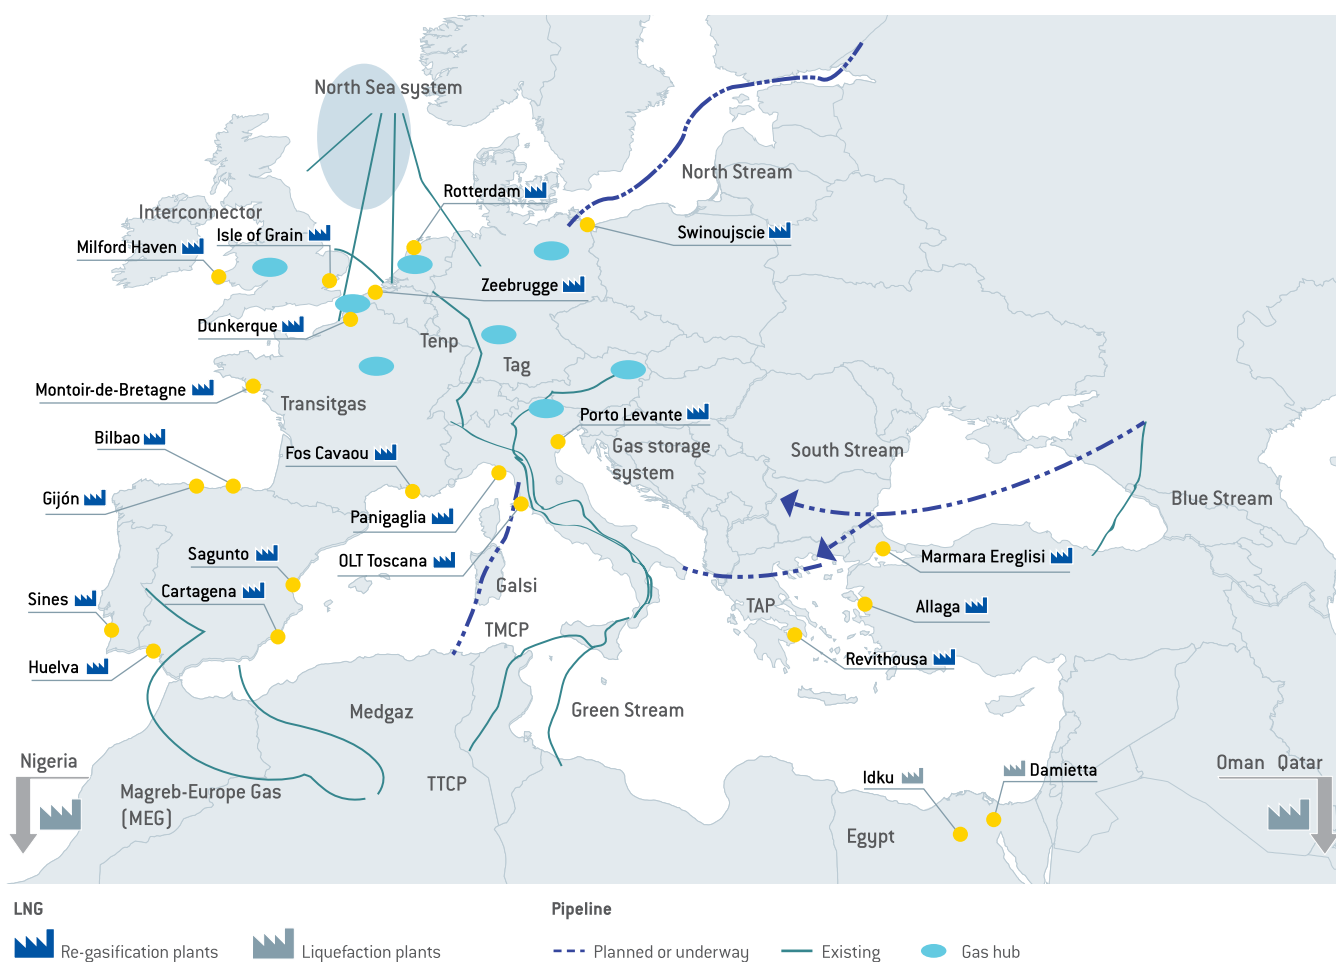 North Sea system
North Stream
Rotterdam
Interconnector
Isle of Grain
Milford Haven
Swinoujscie
Zeebrugge
Dunkerque
Tenp
Tag
Montoir-de-Bretagne
Transitgas
Porto Levante
Bilbao
Fos Cavaou
Gas storage
system
South Stream
Gijón
Blue Stream
Panigaglia
Sagunto
OLT Toscana
Marmara Ereglisi
Cartagena
Galsi
Sines
TAP
Allaga
TMCP
Huelva
Revithousa
Medgaz
Green Stream
Nigeria
Oman Qatar
Idku
Damietta
TTCP
Magreb-Europe Gas
(MEG)
Egypt
LNG
Pipeline
Re-gasification plants
Liquefaction plants
Planned or underway
Existing
Gas hub